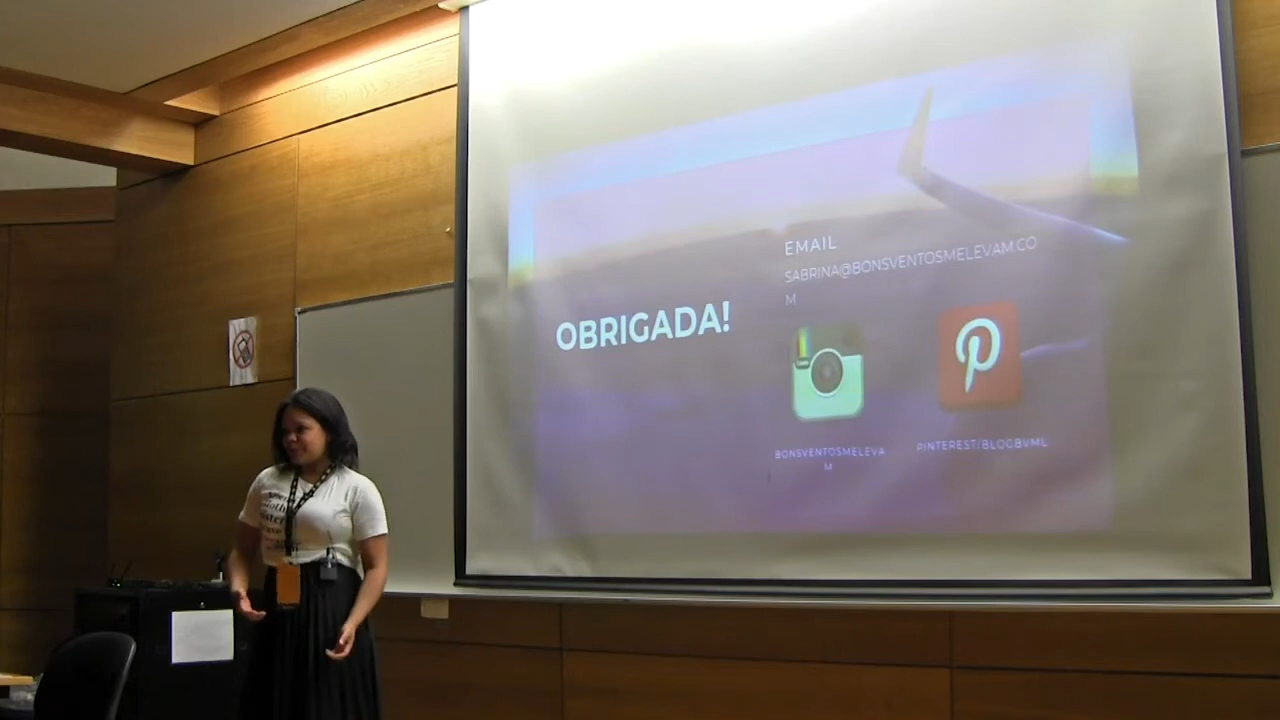 OBRIGADA!
EMAIL
SABRINA@BONSVENTOSMELEVAM.CO
M
BONSVENTOSMELEVA
M
PINTEREST/BLOGBVML